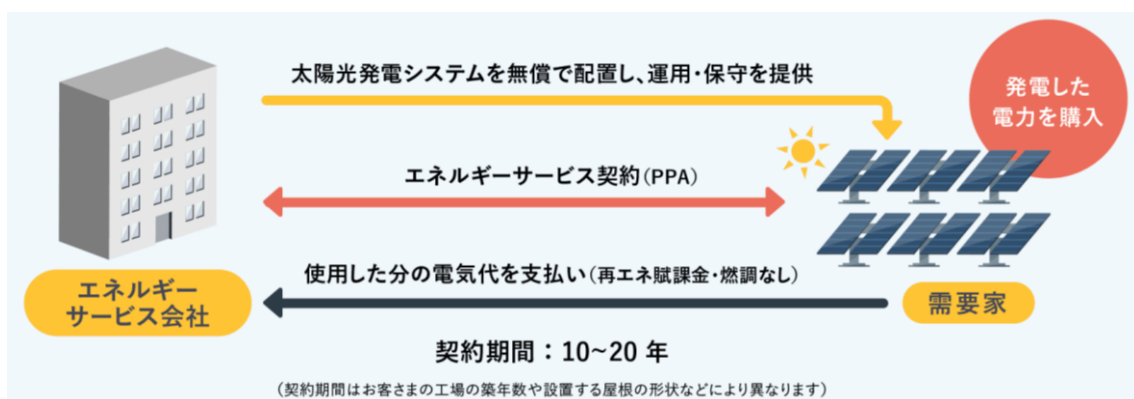 太陽光発電システムを無償で配置し、運用・保守を提供
発電した
電力を購入
エネルギーサービス契約(PPA)
使用した分の電気代を支払い(再エネ賦課金・燃調なし)
エネルギー
サービス会社
需要家
契約期間：10~20 年
(契約期間はお客さまの工場の築年数や設置する屋根の形状などにより異なります)